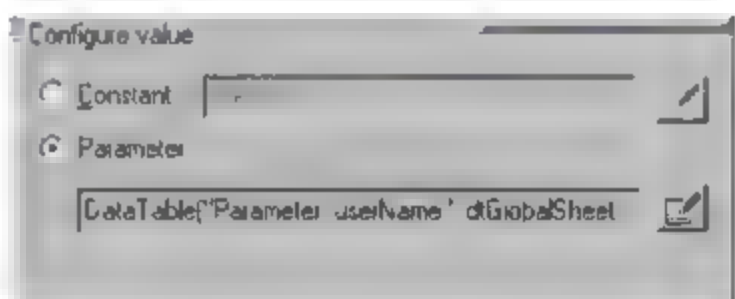 Configure value
Constant
Parameter
DataTable("Parameter userName" dtGlobalSheet